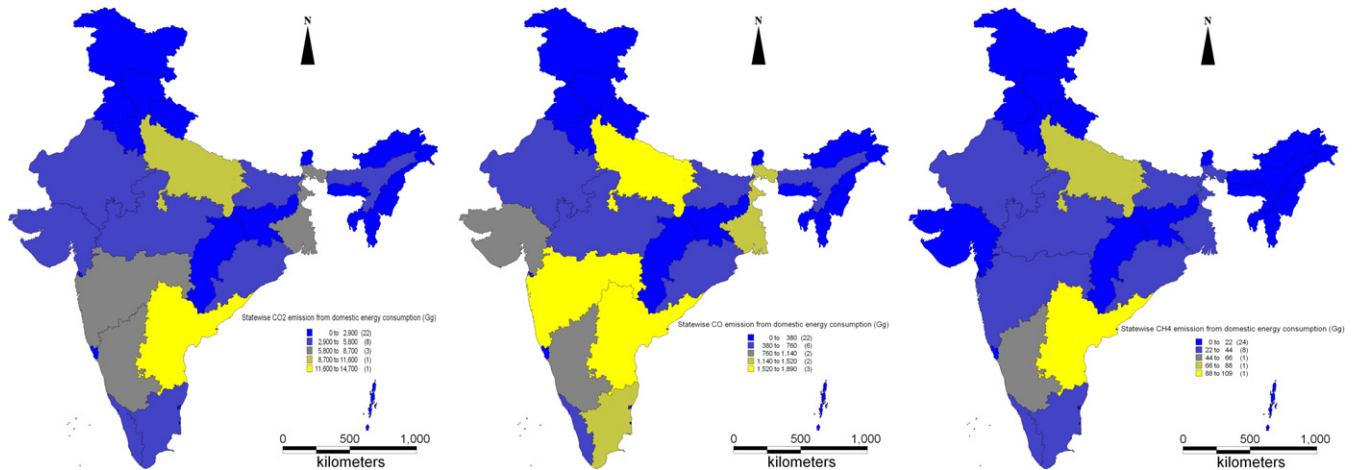 N
Statewise CO2 emission from domestic energy consumption (Gg)
0 to 2,900 (22)
2,900 to 5,800 (8)
5,800 to 8,700 (3)
8,700 to 11,600 (1)
11,600 to 14,700 (1)
0 500 1,000
kilometers
N
Statewise CO emission from domestic energy consumption (Gg)
0 to 380 (22)
380 to 760 (6)
760 to 1,140 (2)
1,140 to 1,520 (2)
1,520 to 1,890 (3)
0 500 1,000
kilometers
N
Statewise CH4 emission from domestic energy consumption (Gg)
0 to 22 (24)
22 to 44 (8)
44 to 66 (1)
66 to 88 (1)
88 to 109 (1)
0 500 1,000
kilometers